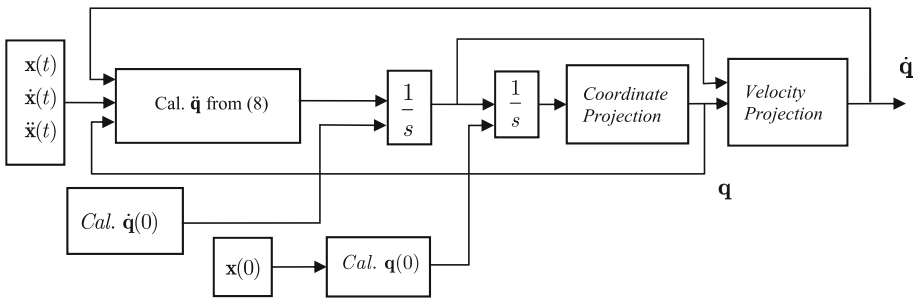 𝐱(t)
𝐱̇(t)
𝐱̈(t)
Cal. 𝐪̈ from (8)
1
s
1
s
Coordinate
Projection
Velocity
Projection
𝐪̇
𝐪
Cal. 𝐪̇(0)
𝐱(0)
Cal. 𝐪(0)